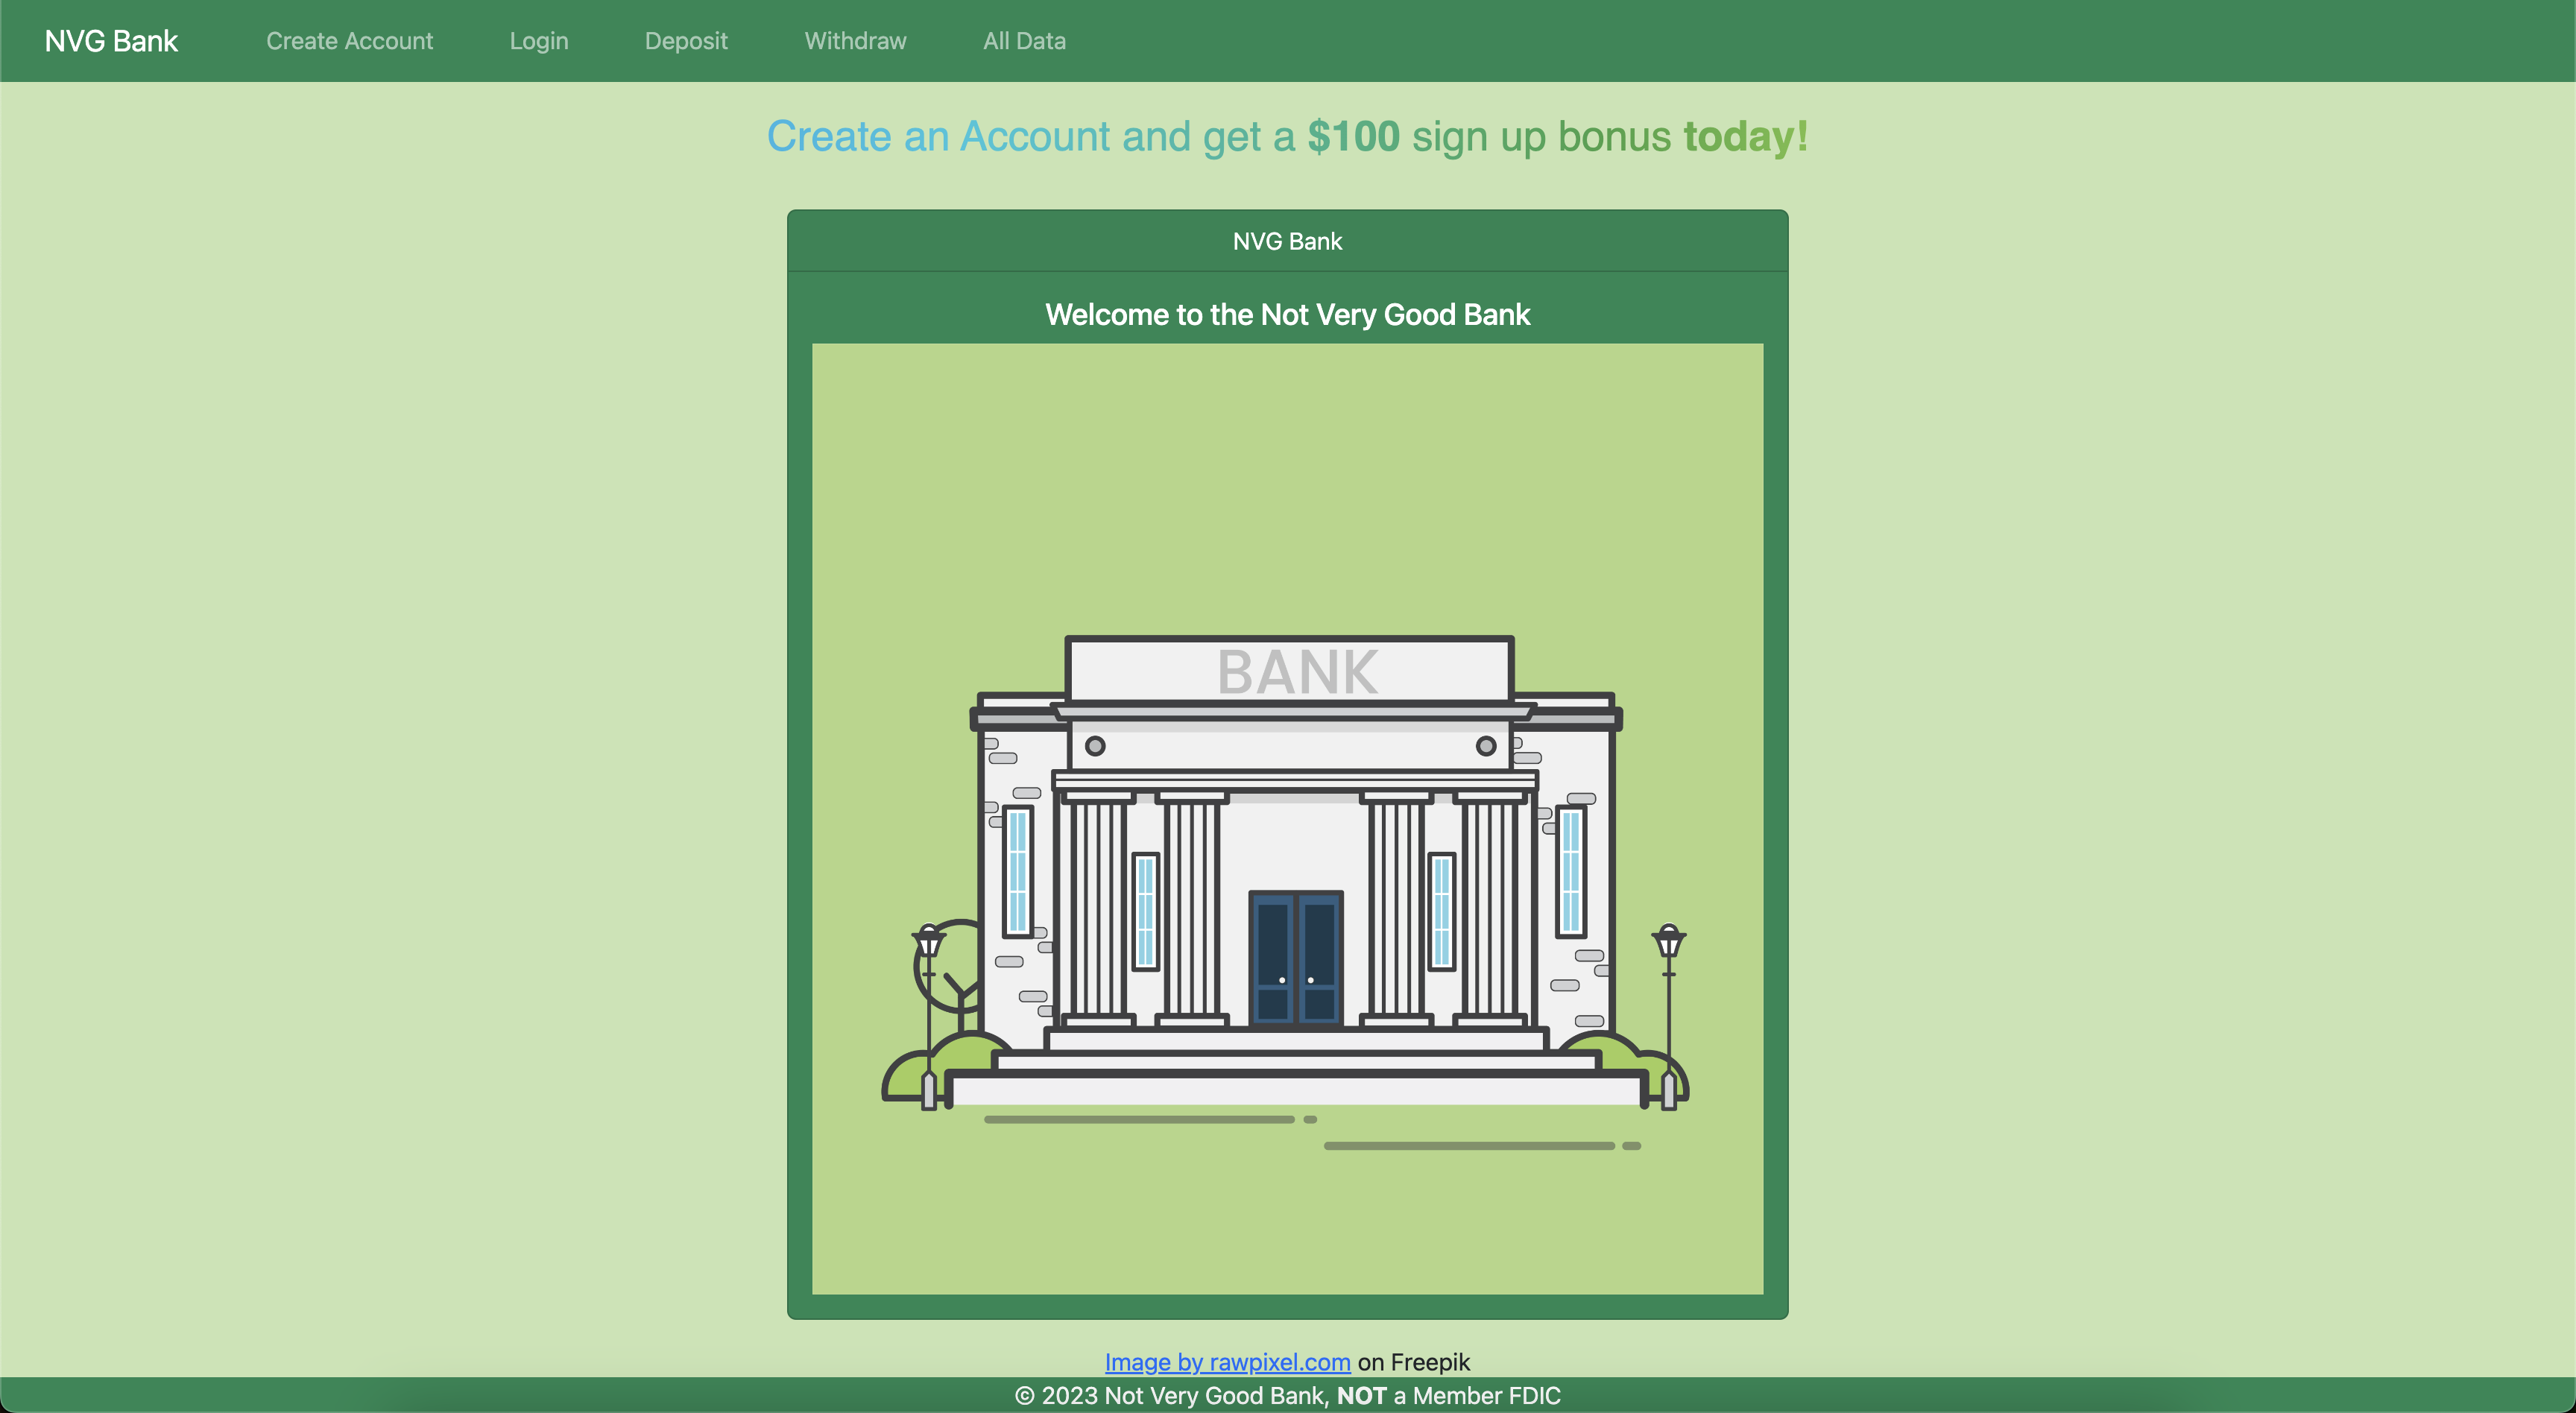 NVG Bank Create Account Login Deposit Withdraw All Data
Create an Account and get a $100 sign up bonus today!
NVG Bank
Welcome to the Not Very Good Bank
BANK
Image by rawpixel.com on Freepik
© 2023 Not Very Good Bank, NOT a Member FDIC